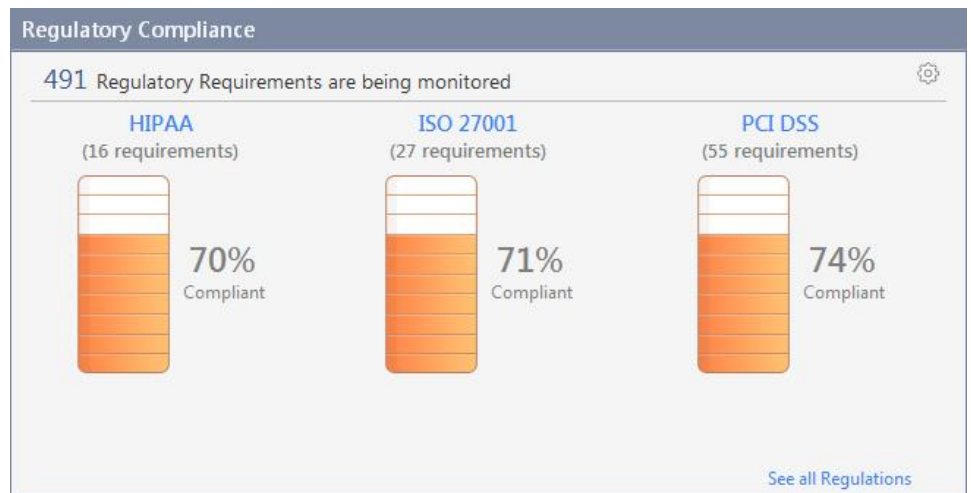 Regulatory Compliance
491 Regulatory Requirements are being monitored
HIPAA
(16 requirements)
70%
Compliant
ISO 27001
(27 requirements)
71%
Compliant
PCI DSS
(55 requirements)
74%
Compliant
See all Regulations